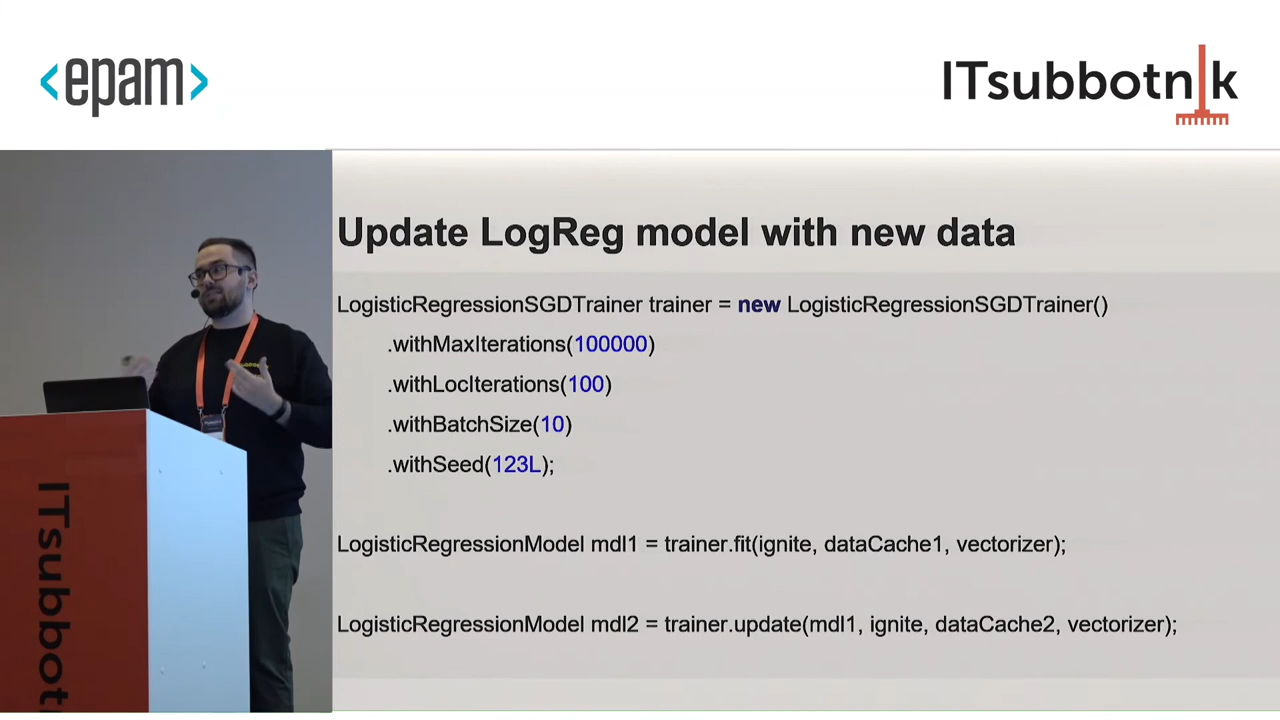 <epam>
ITsubbotnik
Update LogReg model with new data
LogisticRegressionSGDTrainer trainer = new LogisticRegressionSGDTrainer()
.withMaxIterations(100000)
.withLocIterations(100)
.withBatchSize(10)
.withSeed(123L);
LogisticRegressionModel mdl1 = trainer.fit(ignite, dataCache1, vectorizer);
LogisticRegressionModel mdl2 = trainer.update(mdl1, ignite, dataCache2, vectorizer);
ITsubbotn